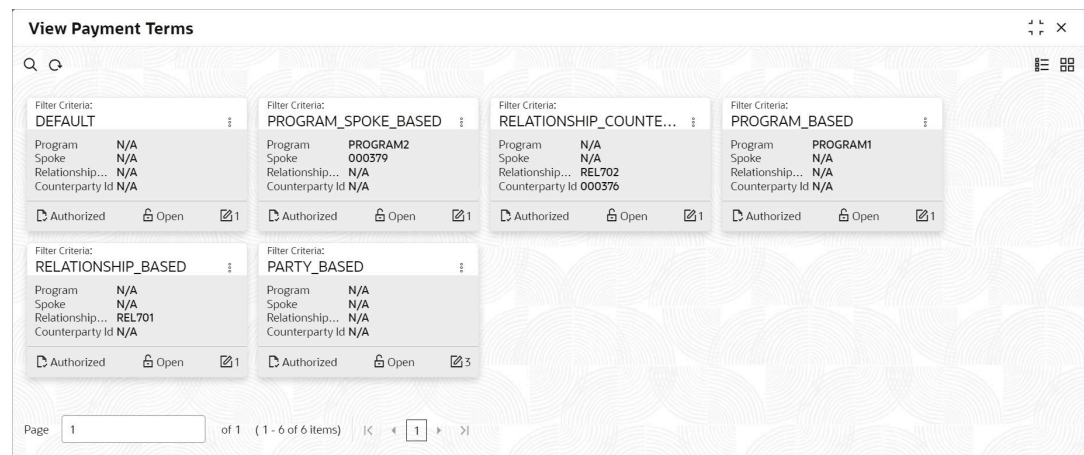 View Payment Terms
Filter Criteria:
DEFAULT
Program N/A
Spoke N/A
Relationship... N/A
Counterparty Id N/A
Authorized Open 1
Filter Criteria:
PROGRAM_SPOKE_BASED
Program PROGRAM2
Spoke 000379
Relationship... N/A
Counterparty Id N/A
Authorized Open 1
Filter Criteria:
RELATIONSHIP_COUNTE...
Program N/A
Spoke N/A
Relationship... REL702
Counterparty Id 000376
Authorized Open 1
Filter Criteria:
PROGRAM_BASED
Program PROGRAM1
Spoke N/A
Relationship... N/A
Counterparty Id N/A
Authorized Open 1
Filter Criteria:
RELATIONSHIP_BASED
Program N/A
Spoke N/A
Relationship... REL701
Counterparty Id N/A
Authorized Open 1
Filter Criteria:
PARTY_BASED
Program N/A
Spoke N/A
Relationship... N/A
Counterparty Id N/A
Authorized Open 3
Page 1 of 1 (1 - 6 of 6 items) 1